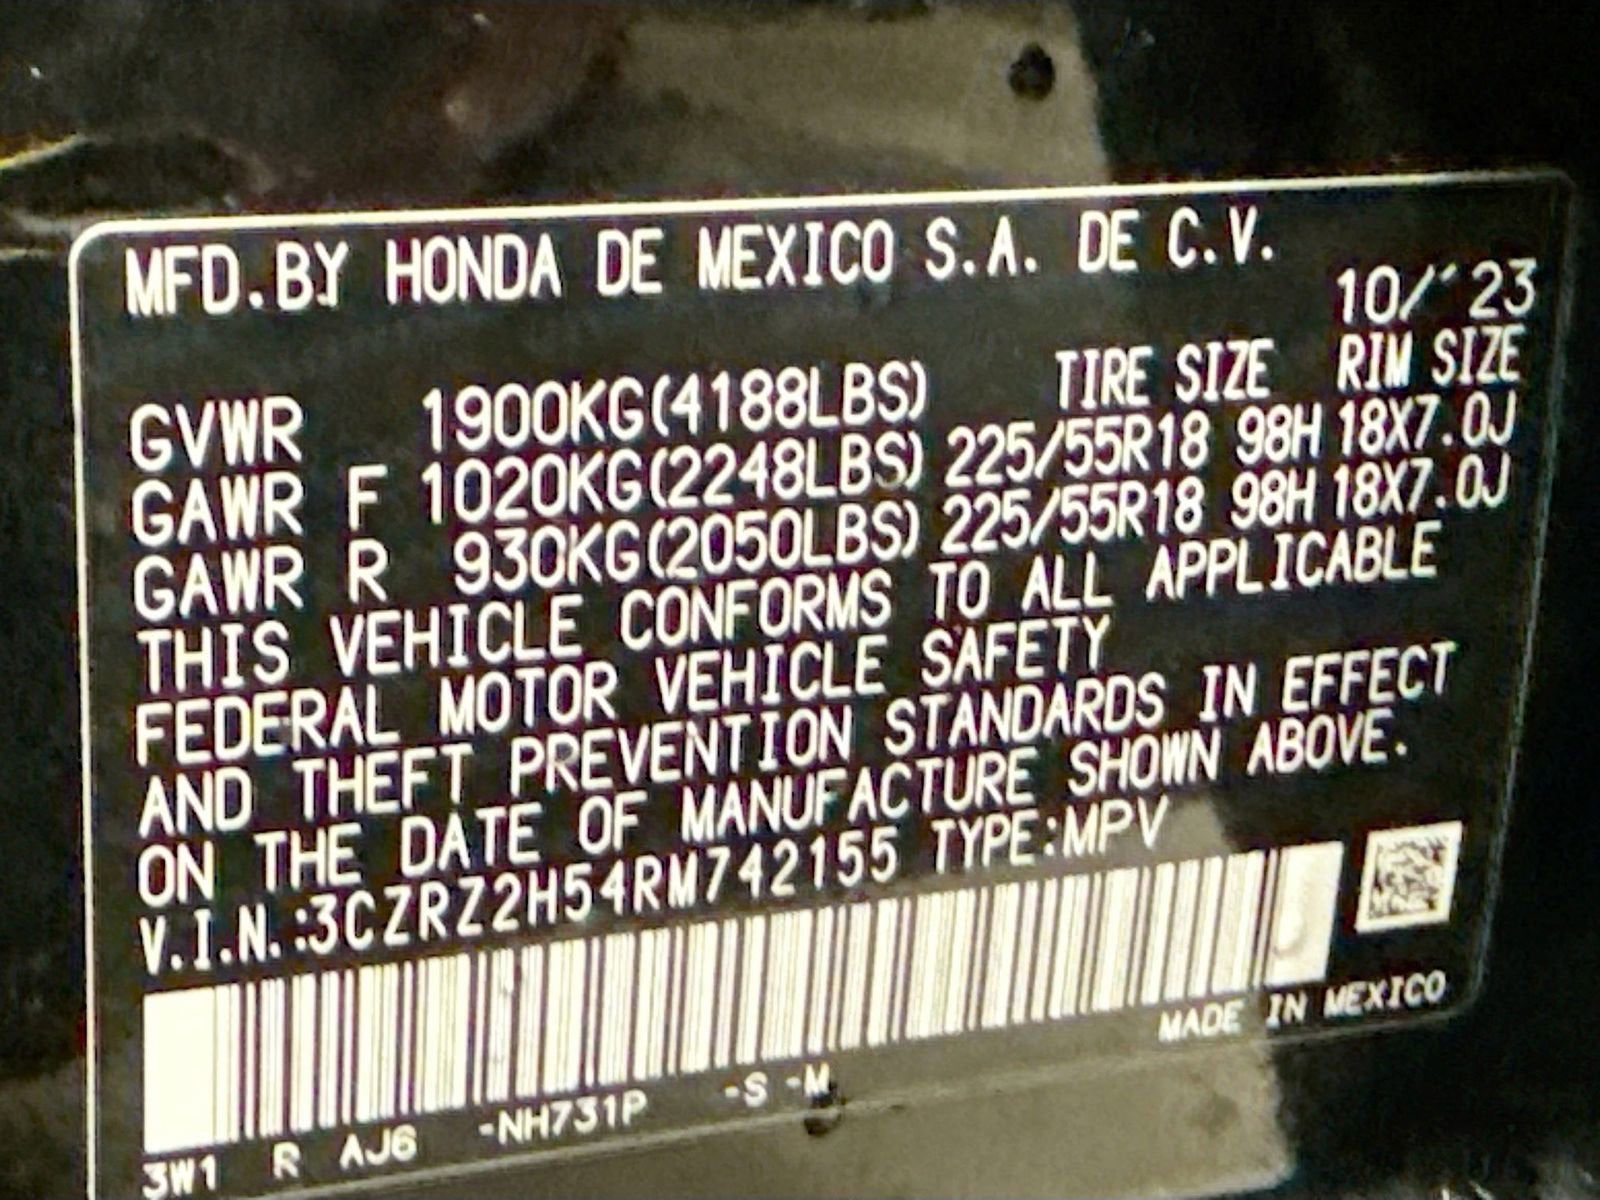 MFD.BY HONDA DE MEXICO S.A. DE C.V.
10/'23
TIRE SIZE RIM SIZE
GVWR 1900KG(4188LBS)
GAWR F 1020KG(2248LBS) 225/55R18 98H 18X7.0J
GAWR R 930KG(2050LBS) 225/55R18 98H 18X7.0J
THIS VEHICLE CONFORMS TO ALL APPLICABLE
FEDERAL MOTOR VEHICLE SAFETY
AND THEFT PREVENTION STANDARDS IN EFFECT
ON THE DATE OF MANUFACTURE SHOWN ABOVE.
V.I.N.:3CZRZ2H54RM742155 TYPE:MPV
MADE IN MEXICO
3W1 R AJ6 -NH731P -S -M